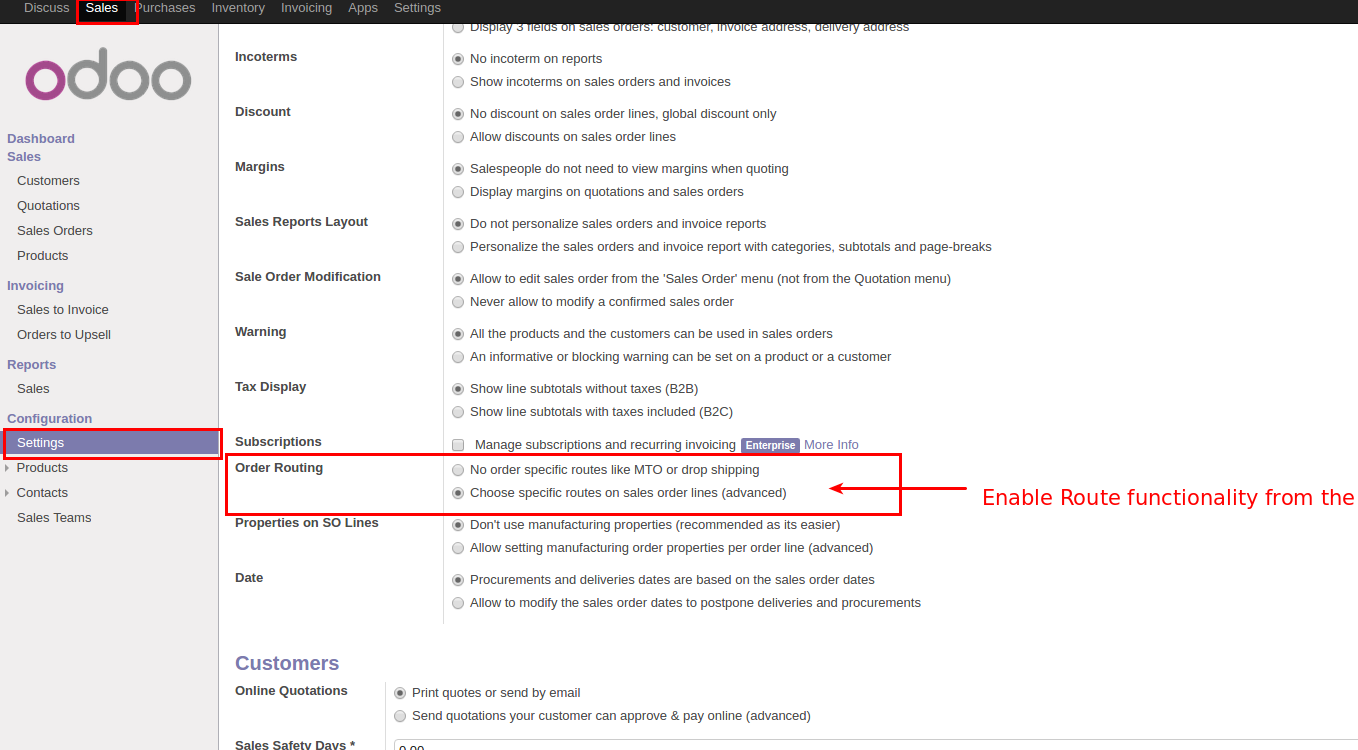 Discuss Sales Purchases Inventory Invoicing Apps Settings
odoo
Dashboard
Sales
Customers
Quotations
Sales Orders
Products
Invoicing
Sales to Invoice
Orders to Upsell
Reports
Sales
Configuration
Settings
Products
Contacts
Sales Teams
Display 3 fields on sales orders: customer, invoice address, delivery address
Incoterms
No incoterm on reports
Show incoterms on sales orders and invoices
Discount
No discount on sales order lines, global discount only
Allow discounts on sales order lines
Margins
Salespeople do not need to view margins when quoting
Display margins on quotations and sales orders
Sales Reports Layout
Do not personalize sales orders and invoice reports
Personalize the sales orders and invoice report with categories, subtotals and page-breaks
Sale Order Modification
Allow to edit sales order from the 'Sales Order' menu (not from the Quotation menu)
Never allow to modify a confirmed sales order
Warning
All the products and the customers can be used in sales orders
An informative or blocking warning can be set on a product or a customer
Tax Display
Show line subtotals without taxes (B2B)
Show line subtotals with taxes included (B2C)
Subscriptions
Manage subscriptions and recurring invoicing Enterprise More Info
Order Routing
No order specific routes like MTO or drop shipping
Choose specific routes on sales order lines (advanced)
Enable Route functionality from the
Properties on SO Lines
Don't use manufacturing properties (recommended as its easier)
Allow setting manufacturing order properties per order line (advanced)
Date
Procurements and deliveries dates are based on the sales order dates
Allow to modify the sales order dates to postpone deliveries and procurements
Customers
Online Quotations
Print quotes or send by email
Send quotations your customer can approve & pay online (advanced)
Sales Safety Days *
0.00